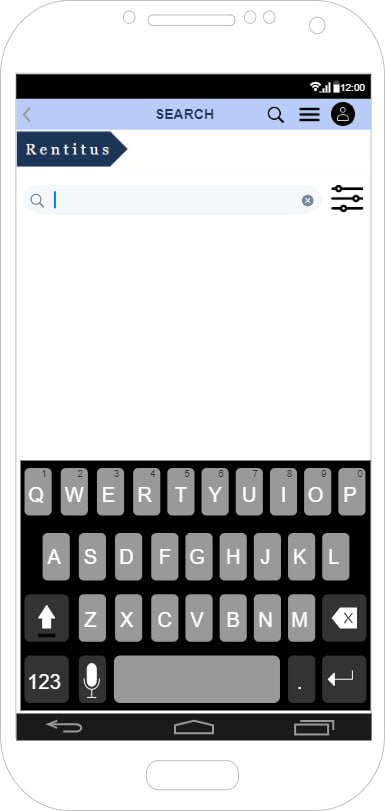 12:00
SEARCH
Rentitus
1 2 3 4 5 6 7 8 9 0
Q W E R T Y U I O P
A S D F G H J K L
Z X C V B N M
123 .